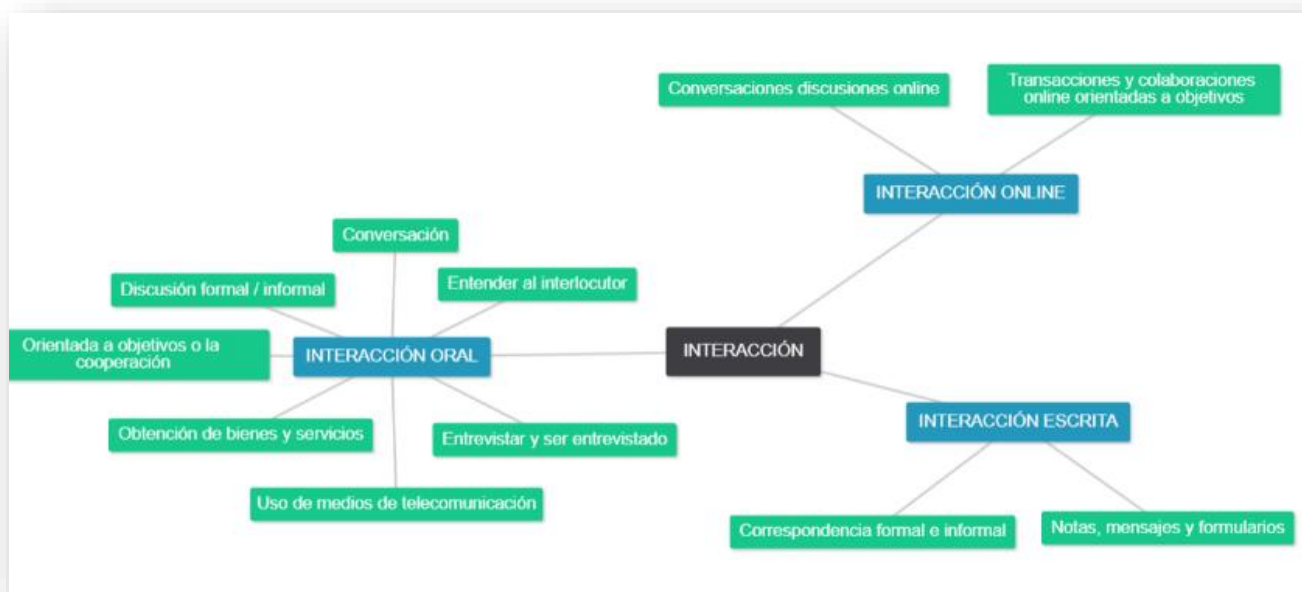 Conversaciones discusiones online
Transacciones y colaboraciones
online orientadas a objetivos
INTERACCIÓN ONLINE
Conversación
Discusión formal / informal
Entender al interlocutor
Orientada a objetivos o la
cooperación
INTERACCIÓN ORAL
INTERACCIÓN
Obtención de bienes y servicios
Entrevistar y ser entrevistado
Uso de medios de telecomunicación
INTERACCIÓN ESCRITA
Correspondencia formal e informal
Notas, mensajes y formularios